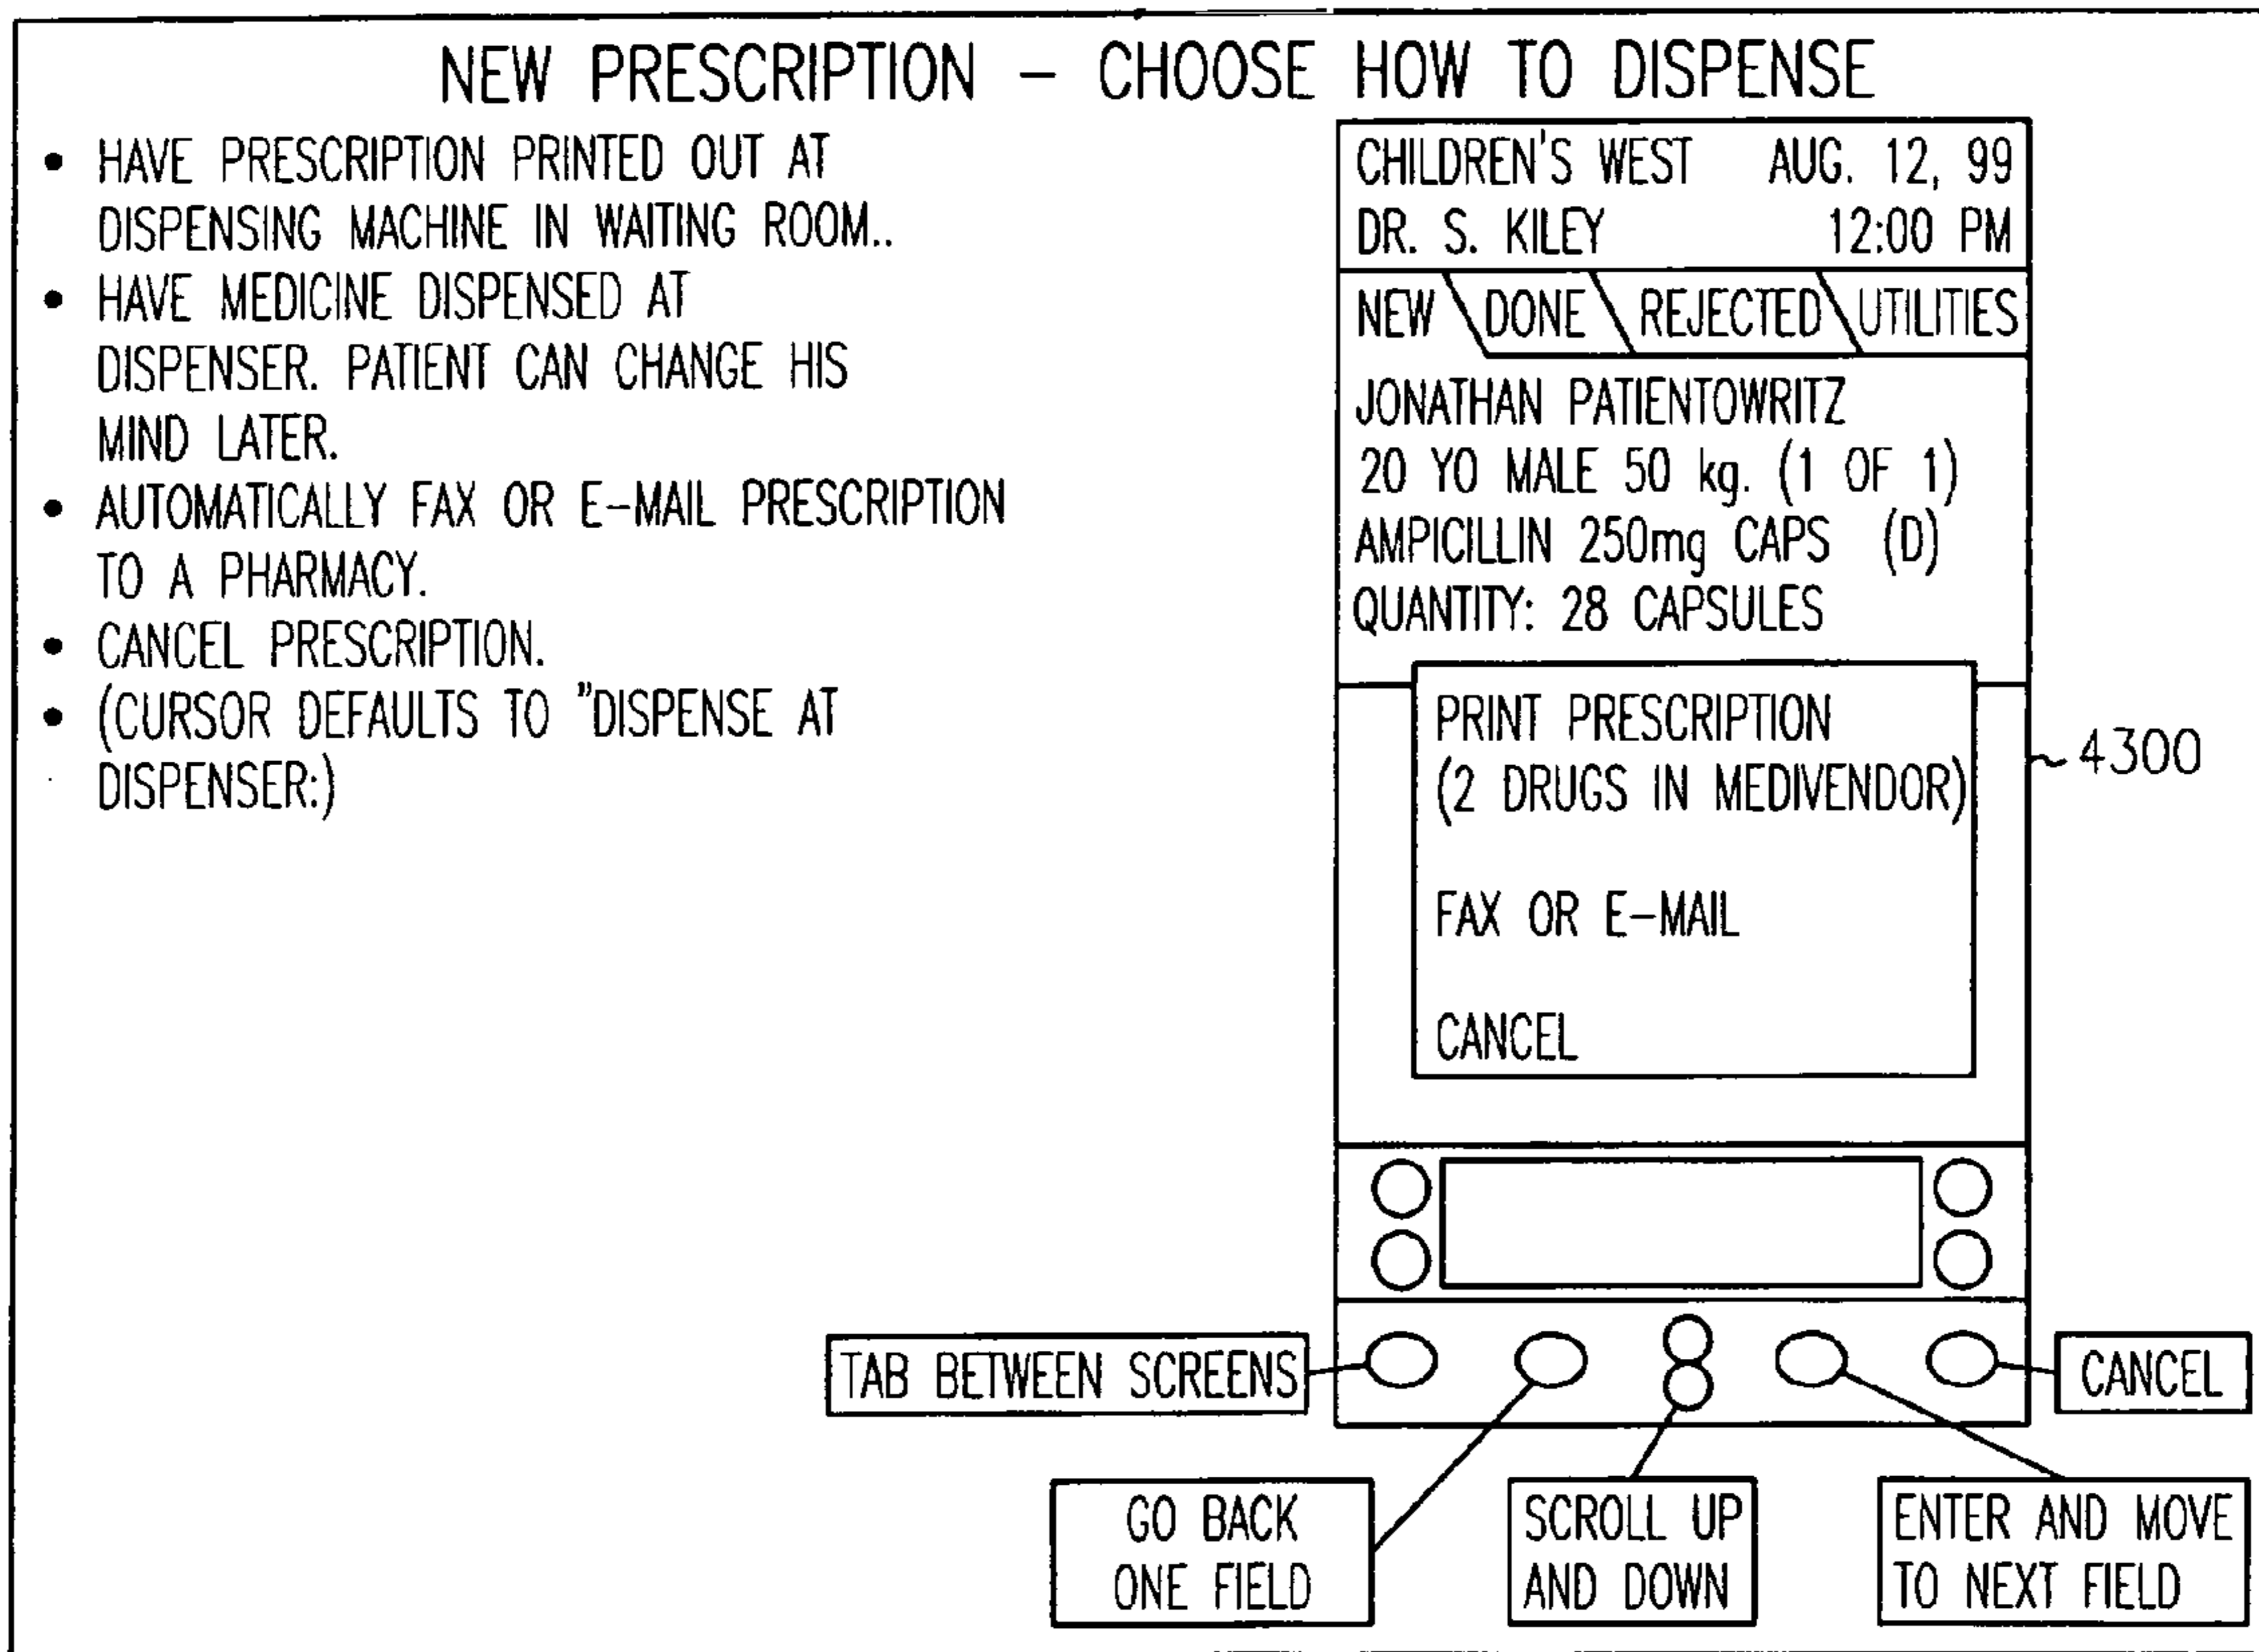 NEW PRESCRIPTION – CHOOSE HOW TO DISPENSE
• HAVE PRESCRIPTION PRINTED OUT AT
DISPENSING MACHINE IN WAITING ROOM..
• HAVE MEDICINE DISPENSED AT
DISPENSER. PATIENT CAN CHANGE HIS
MIND LATER.
• AUTOMATICALLY FAX OR E–MAIL PRESCRIPTION
TO A PHARMACY.
• CANCEL PRESCRIPTION.
• (CURSOR DEFAULTS TO "DISPENSE AT
DISPENSER:)
CHILDREN'S WEST AUG. 12, 99
DR. S. KILEY 12:00 PM
NEW DONE REJECTED UTILITIES
JONATHAN PATIENTOWRITZ
20 YO MALE 50 kg. (1 OF 1)
AMPICILLIN 250mg CAPS (D)
QUANTITY: 28 CAPSULES
PRINT PRESCRIPTION
(2 DRUGS IN MEDIVENDOR)
FAX OR E–MAIL
CANCEL
4300
TAB BETWEEN SCREENS
CANCEL
GO BACK
ONE FIELD
SCROLL UP
AND DOWN
ENTER AND MOVE
TO NEXT FIELD